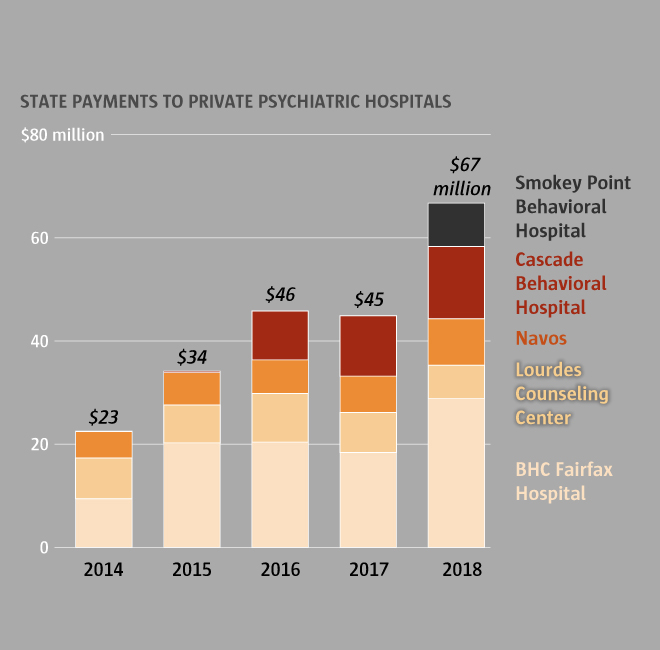 STATE PAYMENTS TO PRIVATE PSYCHIATRIC HOSPITALS
$80 million
60
40
20
0
$23
$34
$46
$45
$67
million
2014
2015
2016
2017
2018
Smokey Point
Behavioral
Hospital
Cascade
Behavioral
Hospital
Navos
Lourdes
Counseling
Center
BHC Fairfax
Hospital